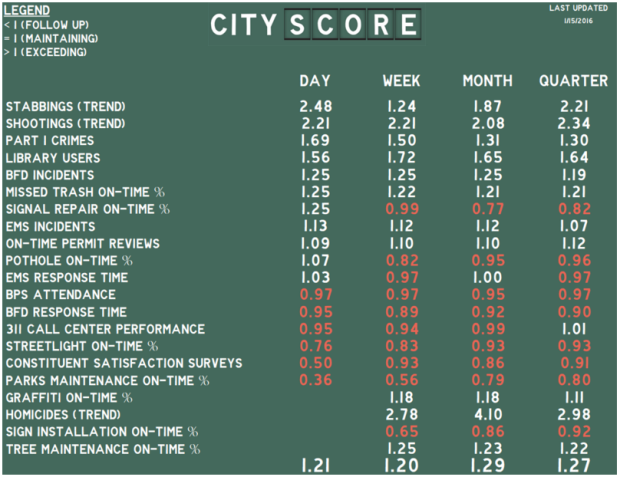 LEGEND
< 1 (FOLLOW UP)
= 1 (MAINTAINING)
> 1 (EXCEEDING)
CITY SCORE
LAST UPDATED
1/15/2016
DAY WEEK MONTH QUARTER
STABBINGS (TREND) 2.48 1.24 1.87 2.21
SHOOTINGS (TREND) 2.21 2.21 2.08 2.34
PART 1 CRIMES 1.69 1.50 1.31 1.30
LIBRARY USERS 1.56 1.72 1.65 1.64
BFD INCIDENTS 1.25 1.25 1.25 1.19
MISSED TRASH ON-TIME % 1.25 1.22 1.21 1.21
SIGNAL REPAIR ON-TIME % 1.25 0.99 0.77 0.82
EMS INCIDENTS 1.13 1.12 1.12 1.07
ON-TIME PERMIT REVIEWS 1.09 1.10 1.10 1.12
POTHOLE ON-TIME % 1.07 0.82 0.95 0.96
EMS RESPONSE TIME 1.03 0.97 1.00 0.97
BPS ATTENDANCE 0.97 0.97 0.95 0.97
BFD RESPONSE TIME 0.95 0.89 0.92 0.90
311 CALL CENTER PERFORMANCE 0.95 0.94 0.99 1.01
STREETLIGHT ON-TIME % 0.76 0.83 0.93 0.93
CONSTITUENT SATISFACTION SURVEYS 0.50 0.93 0.86 0.91
PARKS MAINTENANCE ON-TIME % 0.36 0.56 0.79 0.80
GRAFFITI ON-TIME % 1.18 1.18 1.11
HOMICIDES (TREND) 2.78 4.10 2.98
SIGN INSTALLATION ON-TIME % 0.65 0.86 0.92
TREE MAINTENANCE ON-TIME % 1.25 1.23 1.22
1.21 1.20 1.29 1.27